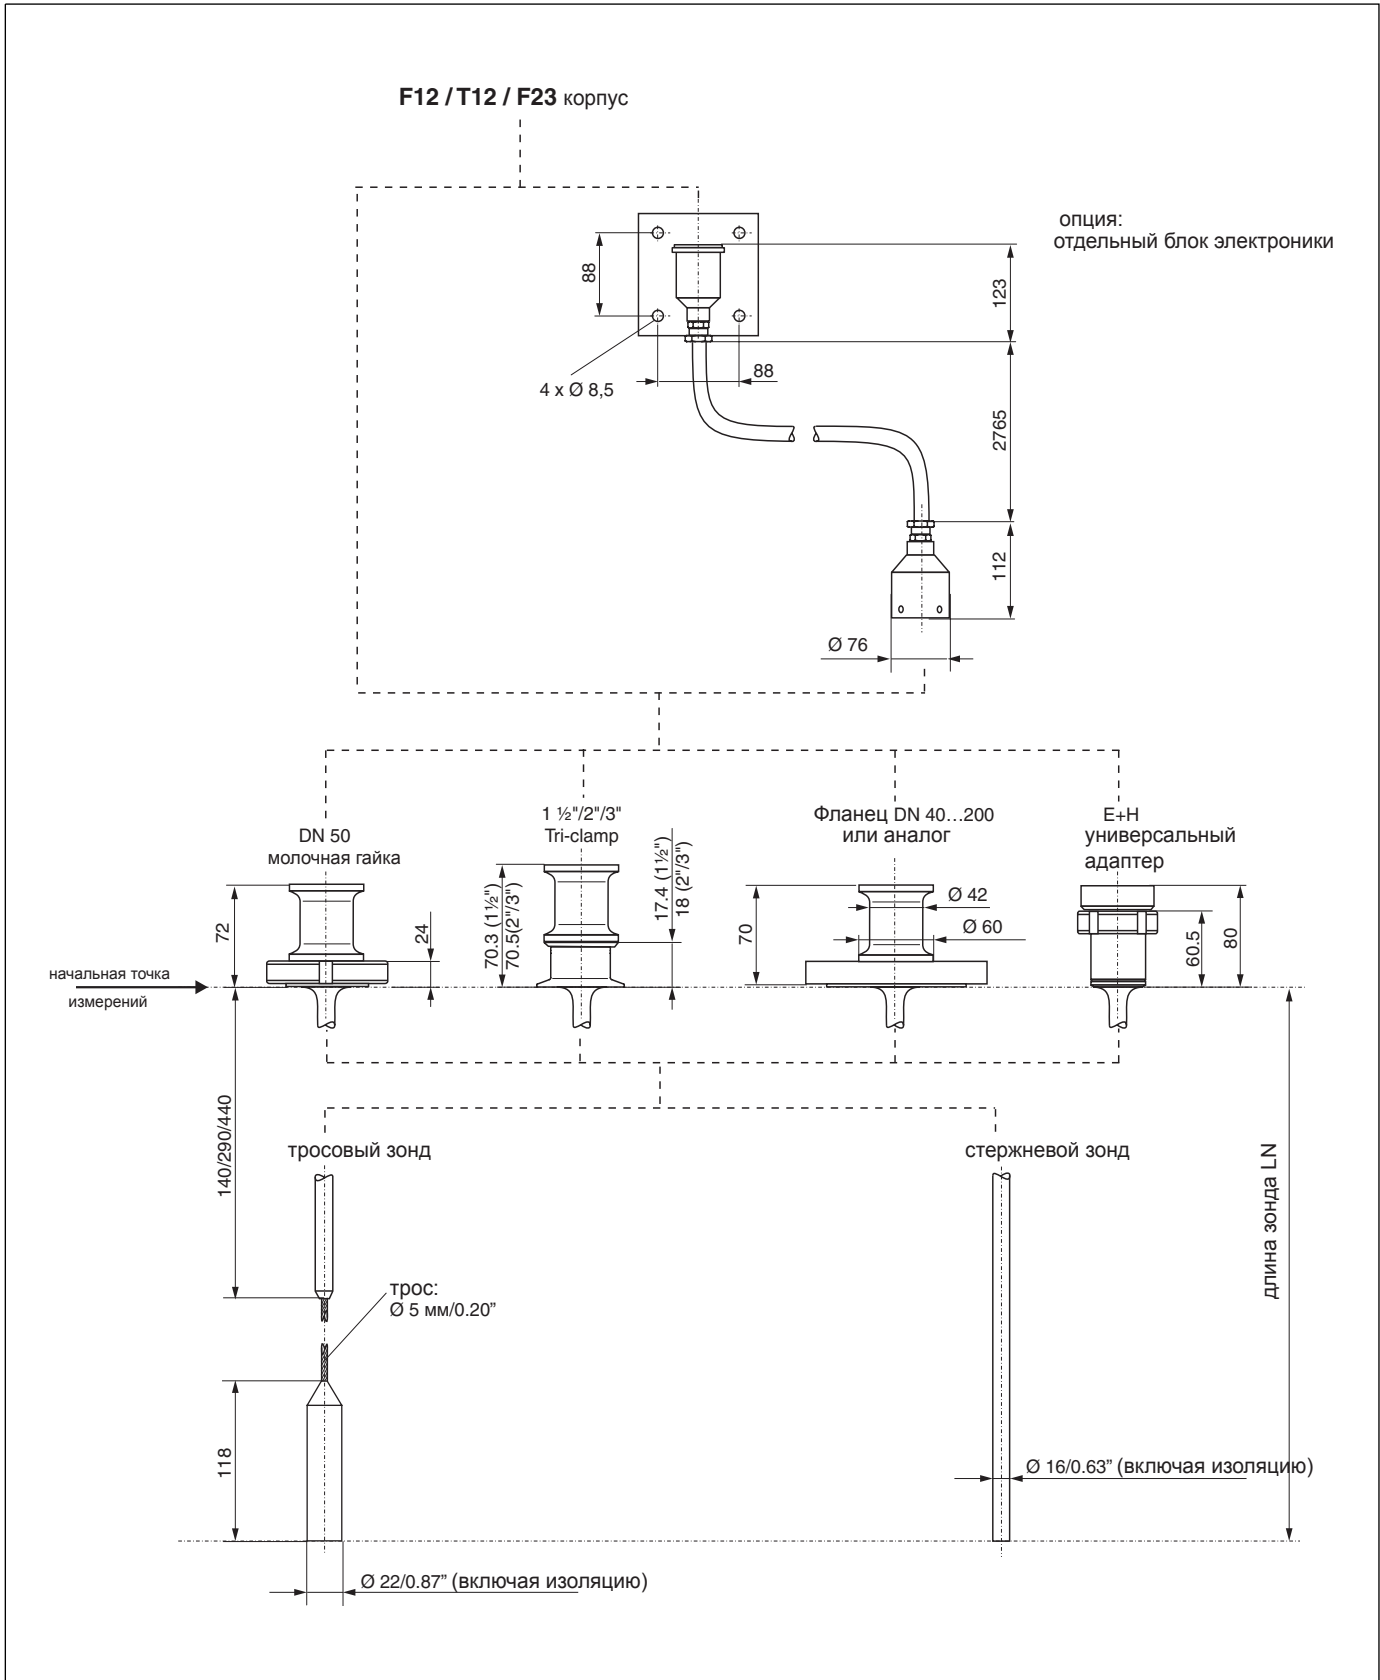 F12 / T12 / F23 корпус
опция:
отдельный блок электроники
88
123
4 x Ø 8,5
88
2765
112
Ø 76
DN 50
молочная гайка
1 ½"/2"/3"
Tri-clamp
Фланец DN 40...200
или аналог
E+H
универсальный
адаптер
72
24
70.3 (1½")
70.5(2"/3")
17.4 (1½")
18 (2"/3")
70
Ø 42
Ø 60
60.5
80
начальная точка
измерений
140/290/440
тросовый зонд
стержневой зонд
длина зонда LN
трос:
Ø 5 мм/0.20”
118
Ø 16/0.63” (включая изоляцию)
Ø 22/0.87” (включая изоляцию)